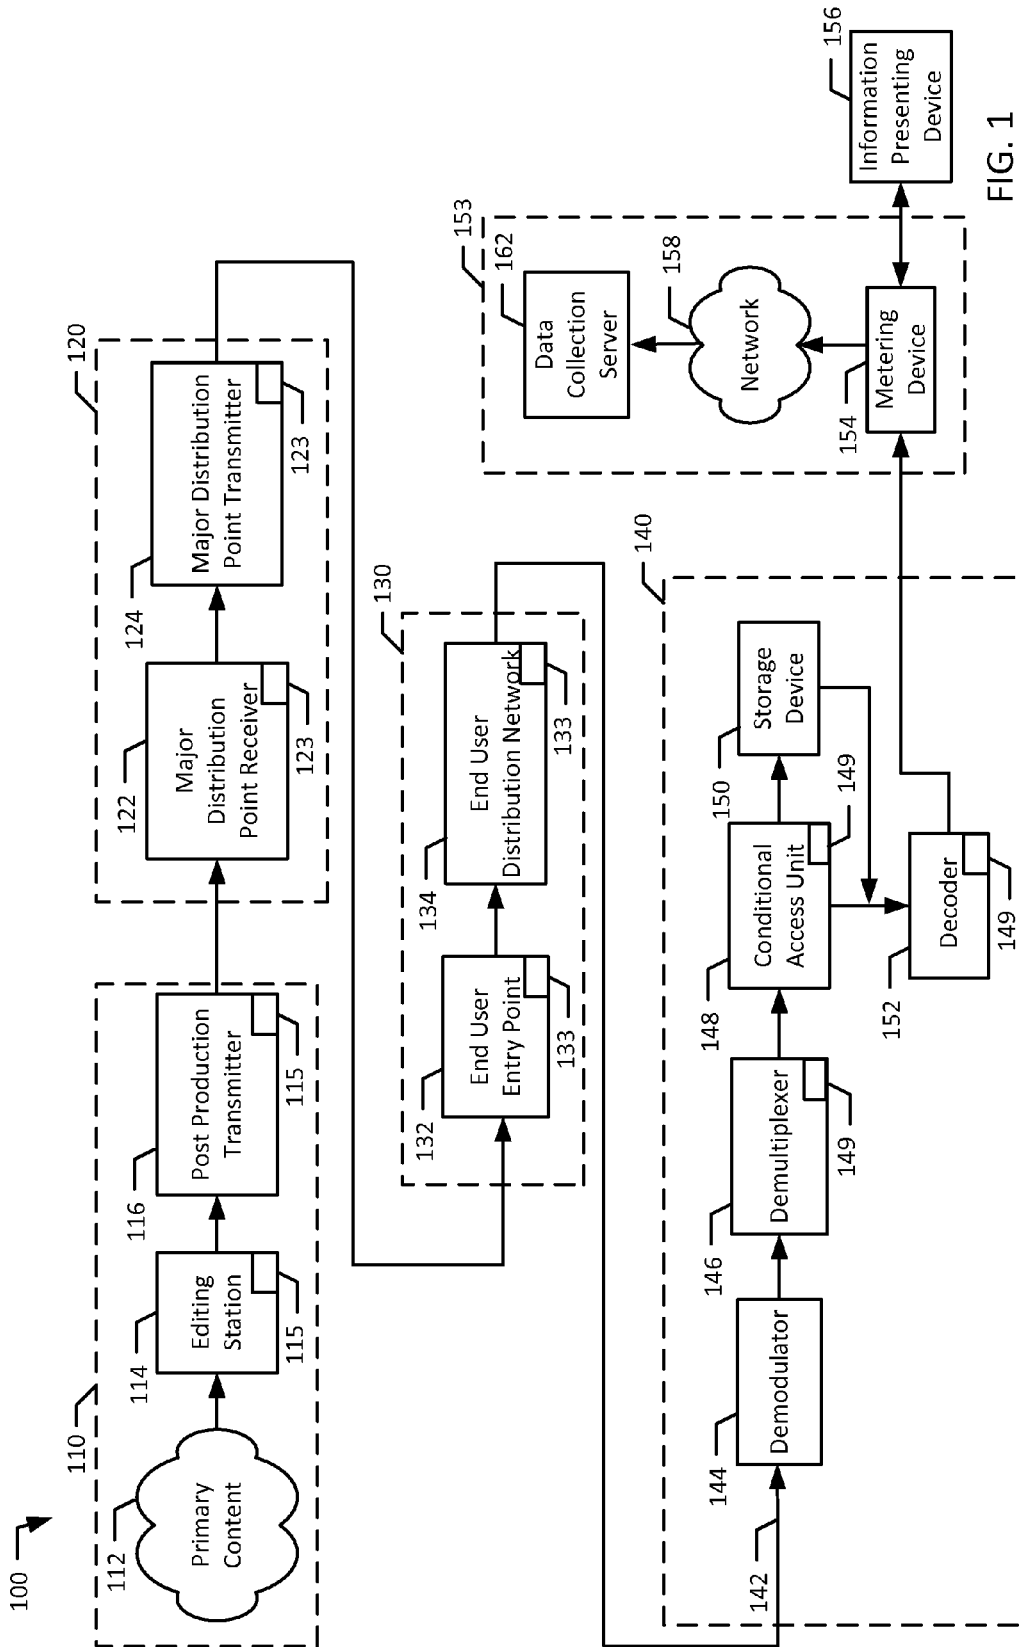 100
110
112
Primary
Content
114
Editing
Station
115
116
Post Production
Transmitter
115
120
122
Major
Distribution
Point Receiver
123
124
Major Distribution
Point Transmitter
123
130
132
End User
Entry Point
133
134
End User
Distribution Network
133
140
142
144
Demodulator
146
Demultiplexer
149
148
Conditional
Access Unit
149
150
Storage
Device
152
Decoder
149
153
162
Data
Collection
Server
158
Network
154
Metering
Device
156
Information
Presenting
Device
FIG. 1